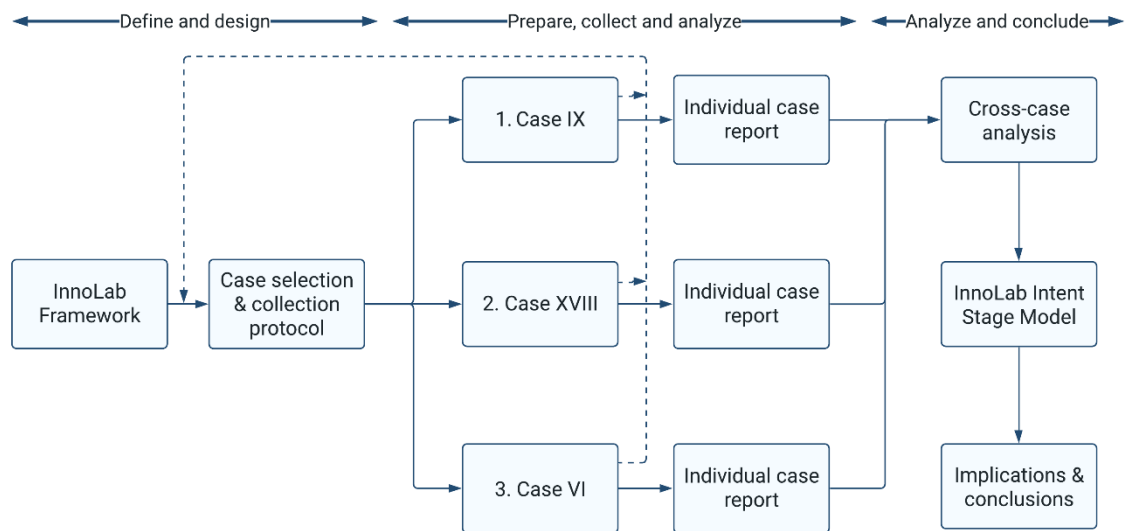 Define and design
Prepare, collect and analyze
Analyze and conclude
1. Case IX
Individual case
report
Cross-case
analysis
InnoLab
Framework
Case selection
& collection
protocol
2. Case XVIII
Individual case
report
InnoLab Intent
Stage Model
3. Case VI
Individual case
report
Implications &
conclusions